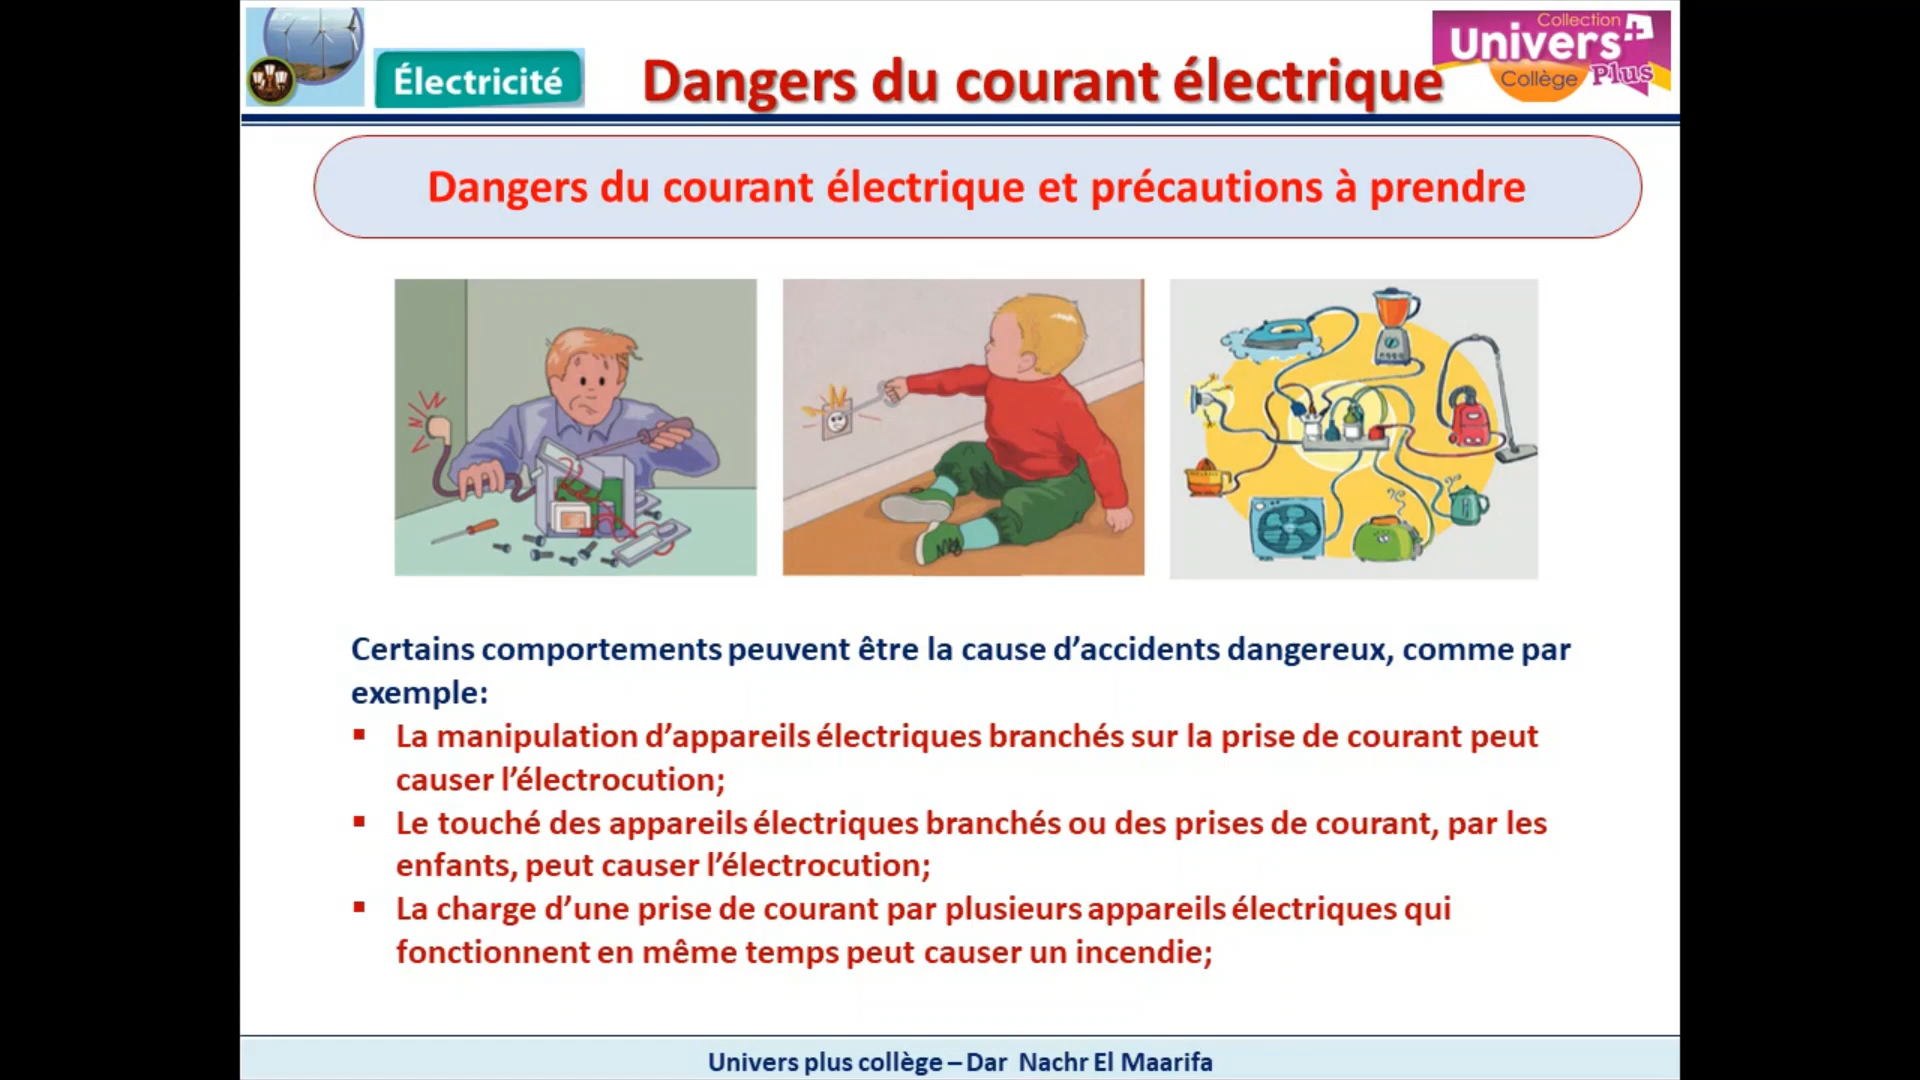 Électricité
Dangers du courant électrique
Collection
Univers+
Collège Plus
Dangers du courant électrique et précautions à prendre
Certains comportements peuvent être la cause d’accidents dangereux, comme par
exemple:
▪ La manipulation d’appareils électriques branchés sur la prise de courant peut
causer l’électrocution;
▪ Le touché des appareils électriques branchés ou des prises de courant, par les
enfants, peut causer l’électrocution;
▪ La charge d’une prise de courant par plusieurs appareils électriques qui
fonctionnent en même temps peut causer un incendie;
Univers plus collège – Dar Nachr El Maarifa